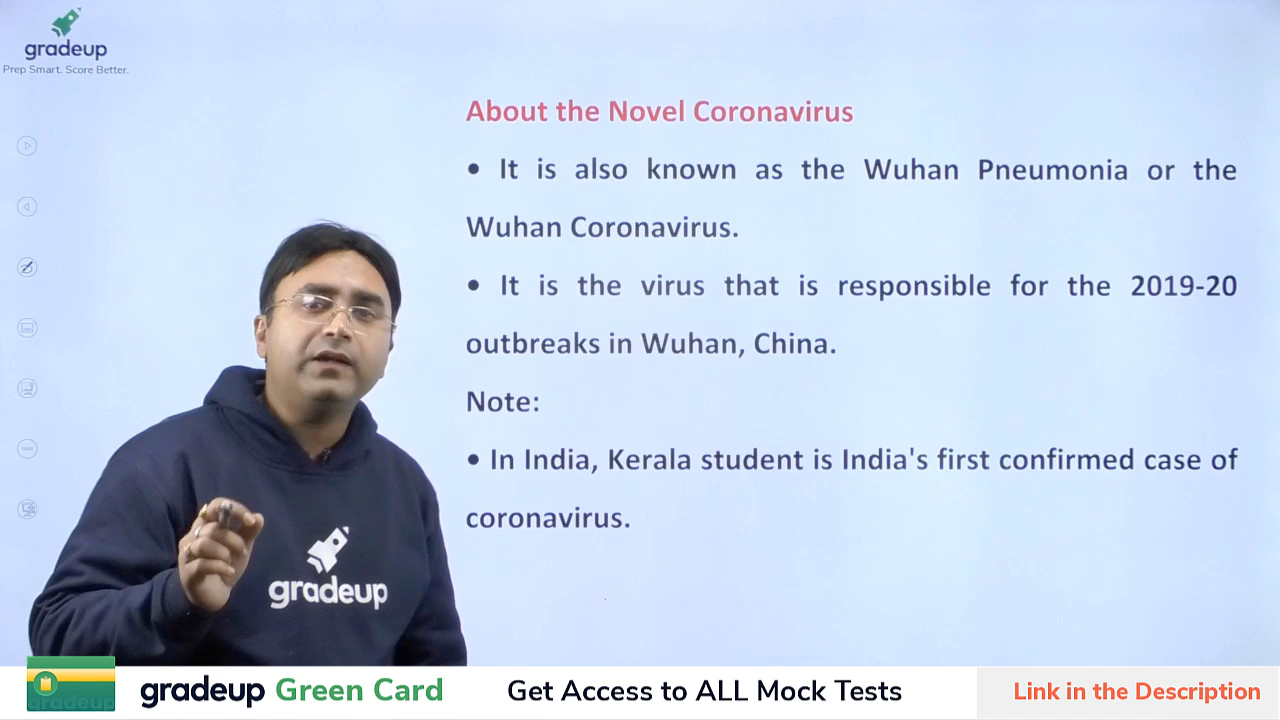 gradeup
Prep Smart. Score Better.
About the Novel Coronavirus
• It is also known as the Wuhan Pneumonia or the
Wuhan Coronavirus.
• It is the virus that is responsible for the 2019-20
outbreaks in Wuhan, China.
Note:
• In India, Kerala student is India's first confirmed case of
coronavirus.
gradeup
gradeup
gradeup Green Card
Get Access to ALL Mock Tests
Link in the Description